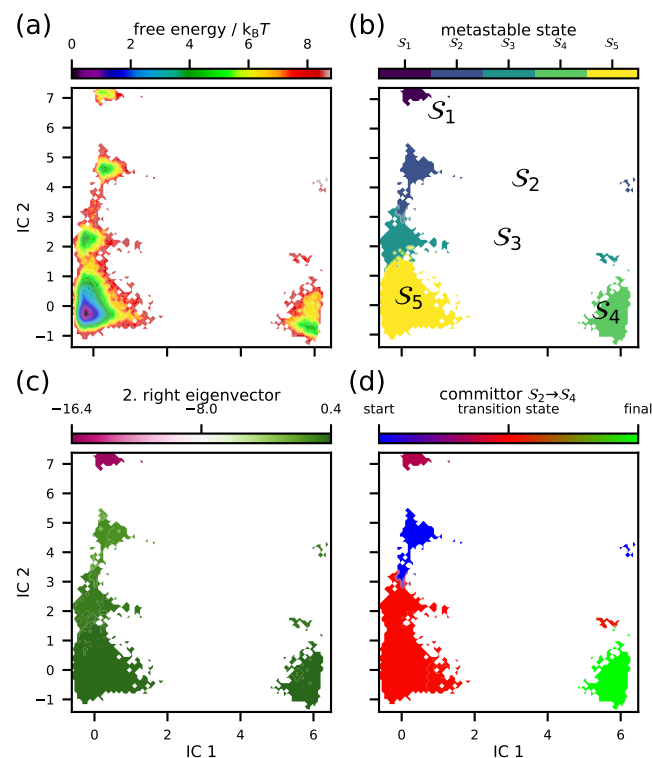 (a)
free energy / k_BT
0 2 4 6 8
(b)
metastable state
S₁ S₂ S₃ S₄ S₅
IC 2
7
6
5
4
3
2
1
0
−1
S₁
S₂
S₃
S₅
S₄
(c)
2. right eigenvector
−16.4 −8.0 0.4
(d)
committor S₂→S₄
start transition state final
IC 2
7
6
5
4
3
2
1
0
−1
0 2 4 6
IC 1
0 2 4 6
IC 1